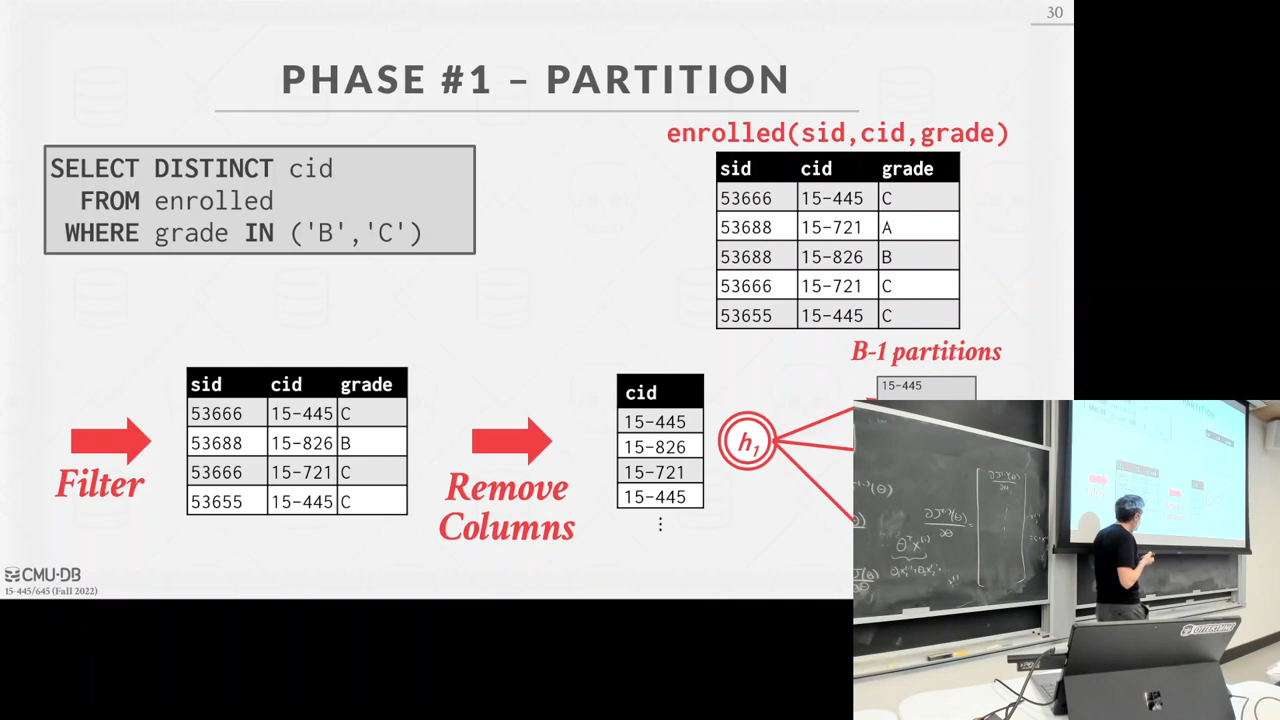 30
PHASE #1 – PARTITION
SELECT DISTINCT cid
FROM enrolled
WHERE grade IN ('B','C')
enrolled(sid,cid,grade)
sid cid grade
53666 15-445 C
53688 15-721 A
53688 15-826 B
53666 15-721 C
53655 15-445 C
B-1 partitions
15-445
Filter
sid cid grade
53666 15-445 C
53688 15-826 B
53666 15-721 C
53655 15-445 C
Remove
Columns
cid
15-445
15-826
15-721
15-445
⋮
h₁
CMU·DB
15-445/645 (Fall 2022)